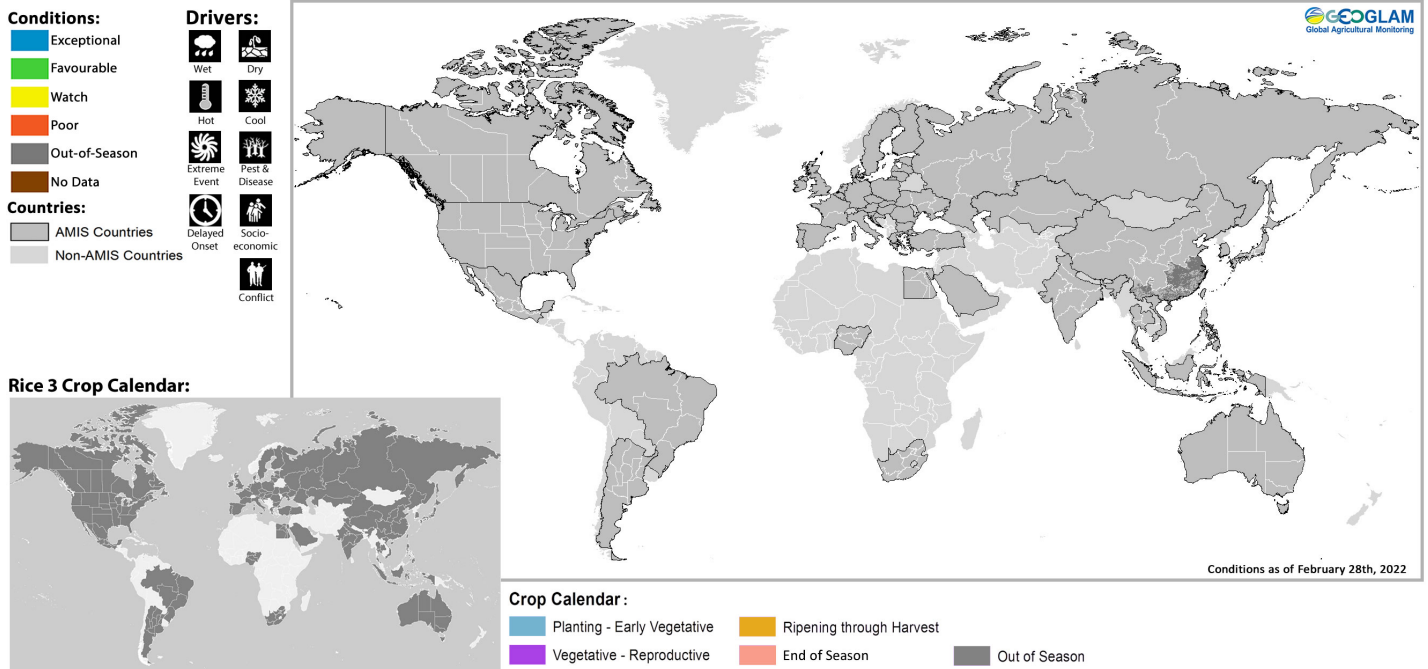 Conditions:
Exceptional
Favourable
Watch
Poor
Out-of-Season
No Data
Countries:
AMIS Countries
Non-AMIS Countries
Drivers:
Wet
Dry
Hot
Cool
Extreme
Event
Pest &
Disease
Delayed
Onset
Socio-
economic
Conflict
GEOGLAM
Global Agricultural Monitoring
Conditions as of February 28th, 2022
Rice 3 Crop Calendar:
Crop Calendar :
Planting - Early Vegetative
Ripening through Harvest
Vegetative - Reproductive
End of Season
Out of Season